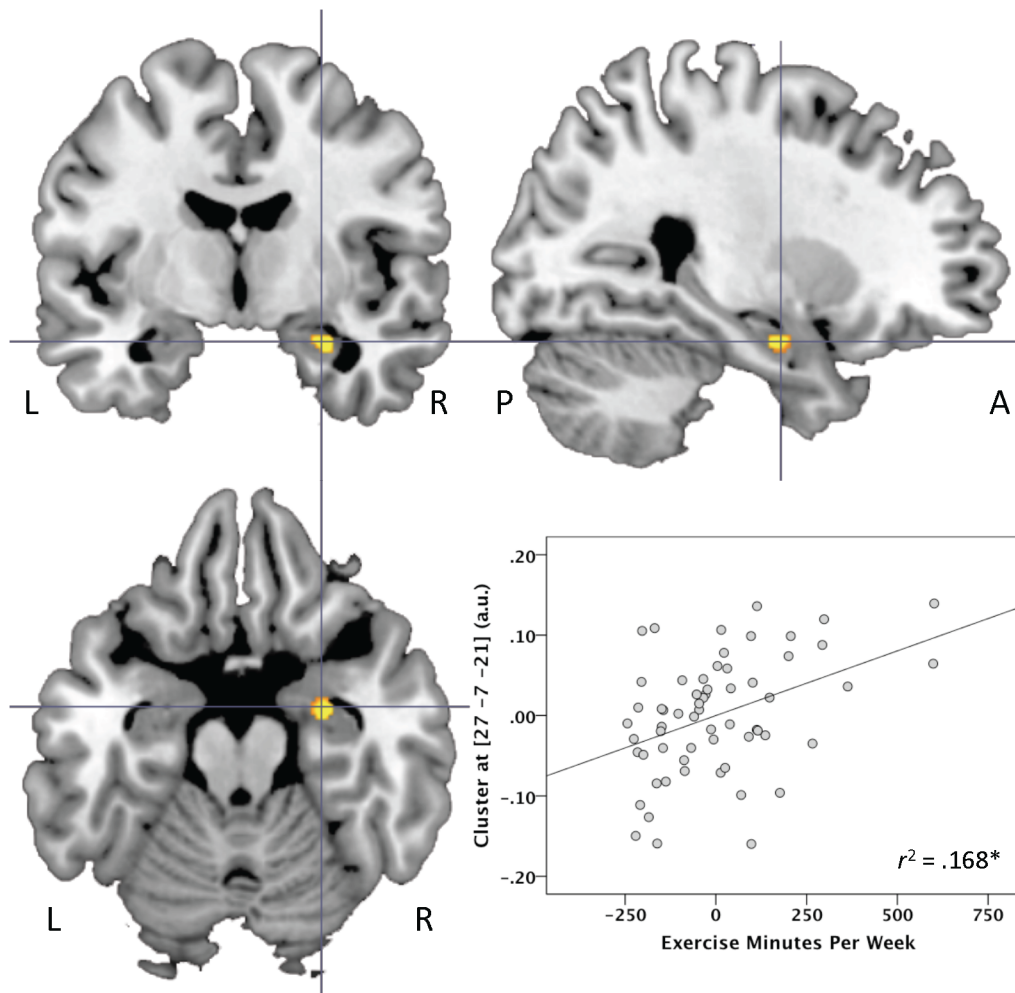 L
R
P
A
L
R
Cluster at [27 -7 -21] (a.u.)
.20
.10
.00
-.10
-.20
r² = .168*
-250
0
250
500
750
Exercise Minutes Per Week